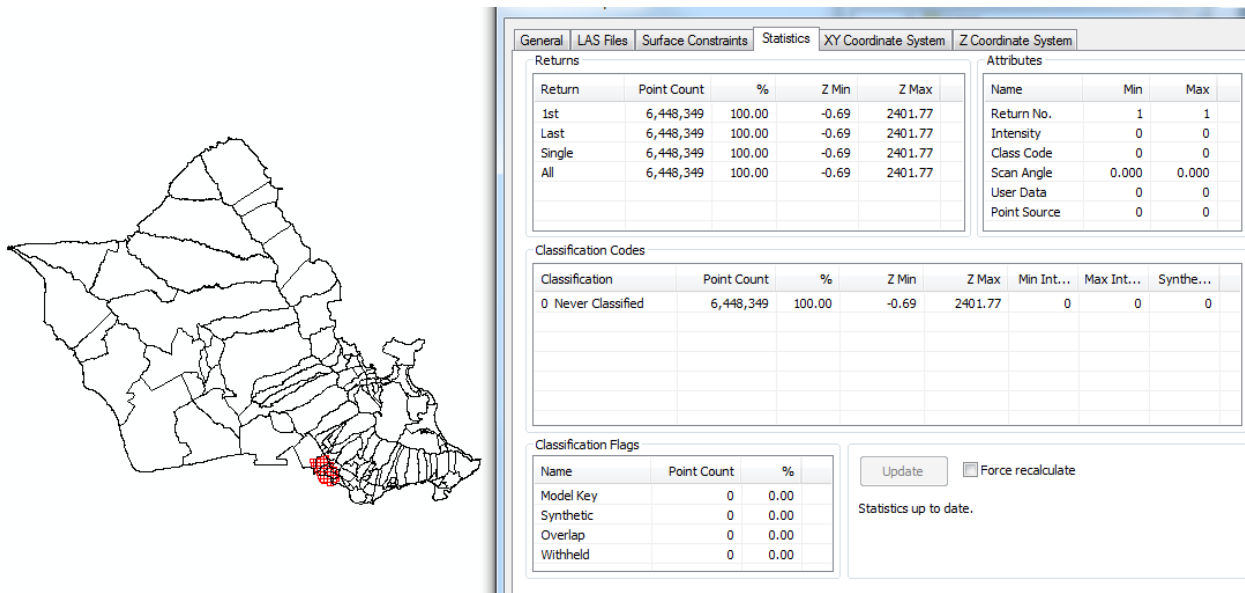 General LAS Files Surface Constraints Statistics XY Coordinate System Z Coordinate System
Returns
Return Point Count % Z Min Z Max
1st 6,448,349 100.00 -0.69 2401.77
Last 6,448,349 100.00 -0.69 2401.77
Single 6,448,349 100.00 -0.69 2401.77
All 6,448,349 100.00 -0.69 2401.77
Attributes
Name Min Max
Return No. 1 1
Intensity 0 0
Class Code 0 0
Scan Angle 0.000 0.000
User Data 0 0
Point Source 0 0
Classification Codes
Classification Point Count % Z Min Z Max Min Int... Max Int... Synthe...
0 Never Classified 6,448,349 100.00 -0.69 2401.77 0 0 0
Classification Flags
Name Point Count %
Model Key 0 0.00
Synthetic 0 0.00
Overlap 0 0.00
Withheld 0 0.00
Update Force recalculate
Statistics up to date.